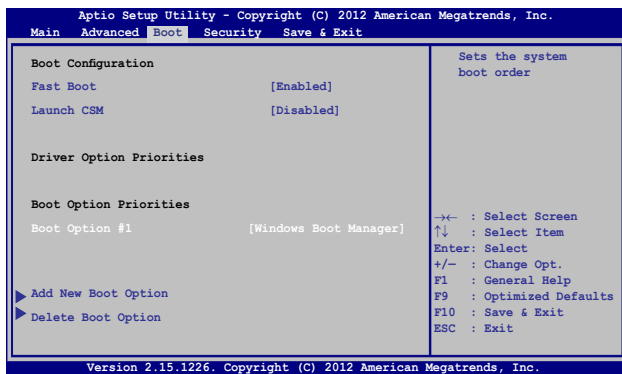 Aptio Setup Utility - Copyright (C) 2012 American Megatrends, Inc.
Main Advanced Boot Security Save & Exit
Boot Configuration
Fast Boot [Enabled]
Launch CSM [Disabled]
Driver Option Priorities
Boot Option Priorities
Boot Option #1 [Windows Boot Manager]
Add New Boot Option
Delete Boot Option
Sets the system
boot order
→← : Select Screen
↑↓ : Select Item
Enter: Select
+/− : Change Opt.
F1 : General Help
F9 : Optimized Defaults
F10 : Save & Exit
ESC : Exit
Version 2.15.1226. Copyright (C) 2012 American Megatrends, Inc.